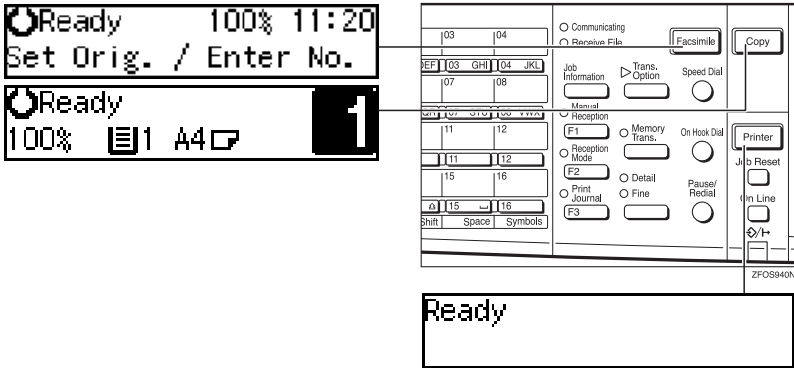 Ready 100% 11:20
Set Orig. / Enter No.
Ready
100% 1 A4 1
03 04
DEF 03 GHI 04 JKL
07 08
11 12
11 12
15 16
15 16
Shift Space Symbols
Communicating
Receive File
Job Information
Trans. Option
Speed Dial
Manual Reception
F1
Memory Trans.
On Hook Dial
Reception Mode
F2
Detail
Print Journal
Fine
Pause/ Redial
F3
Facsimile
Copy
Printer
Job Reset
On Line
ZFOS940N
Ready